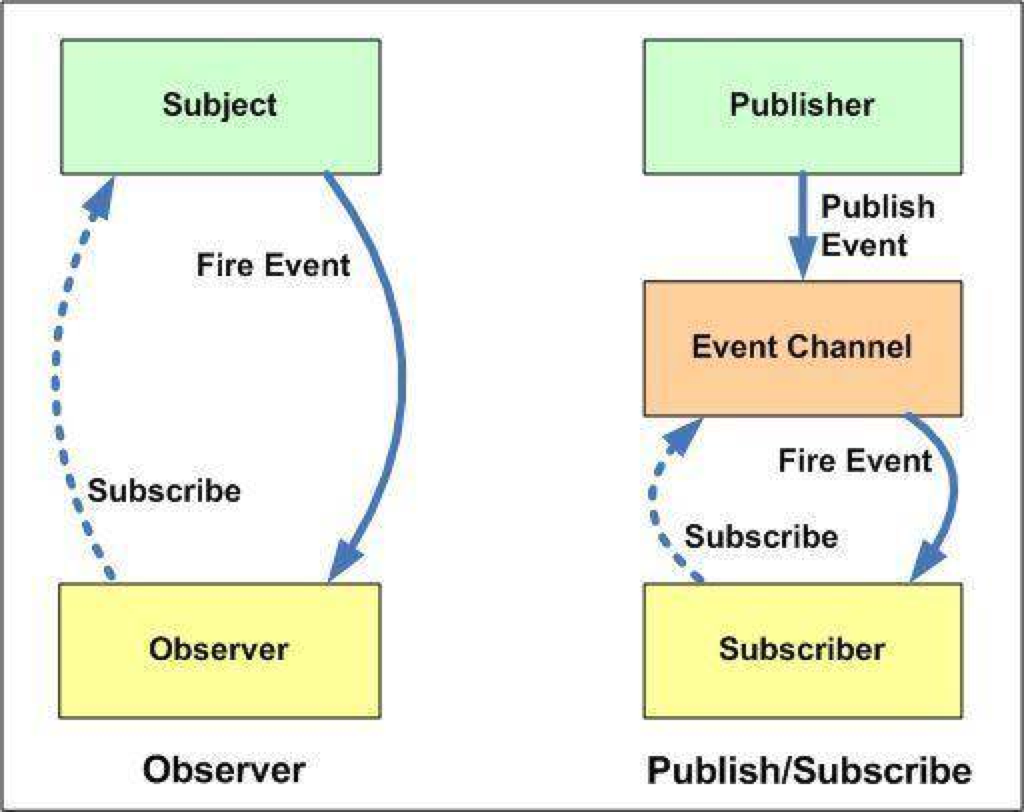 Subject
Fire Event
Subscribe
Observer
Observer
Publisher
Publish
Event
Event Channel
Fire Event
Subscribe
Subscriber
Publish/Subscribe